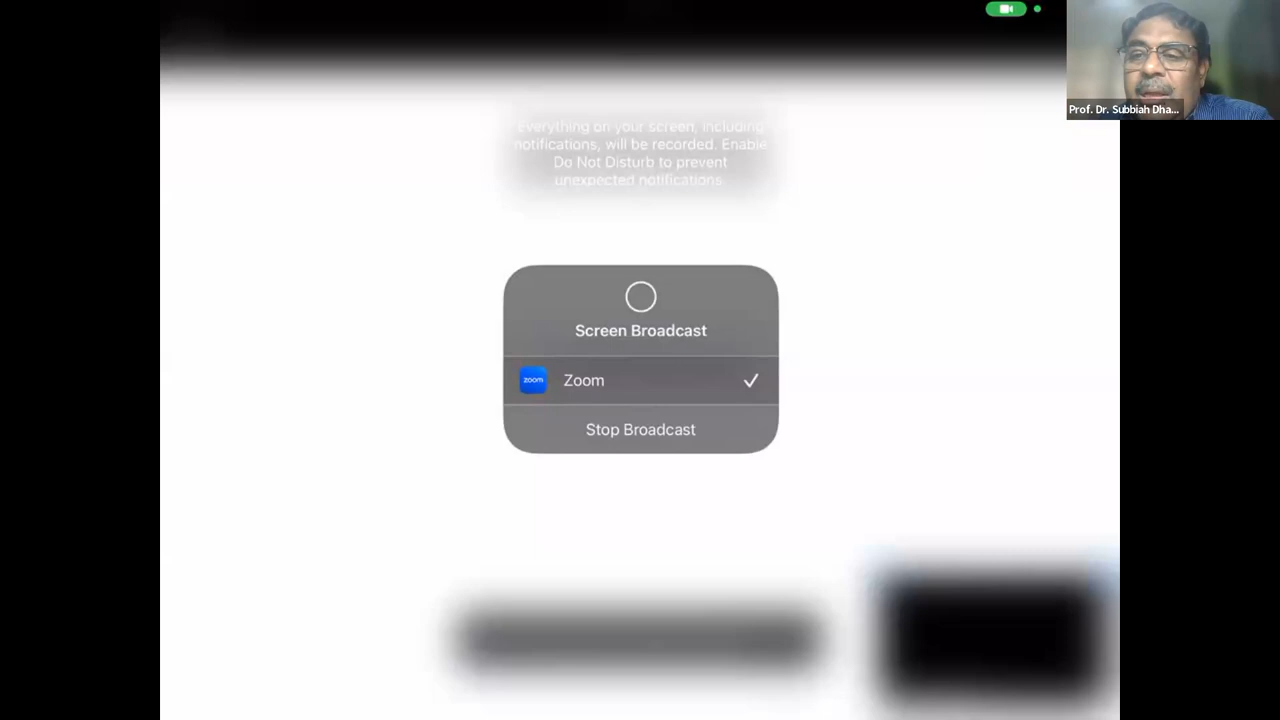 Prof. Dr. Subbiah Dha...
Everything on your screen, including
notifications, will be recorded. Enable
Do Not Disturb to prevent
unexpected notifications.
Screen Broadcast
zoom
Zoom
Stop Broadcast